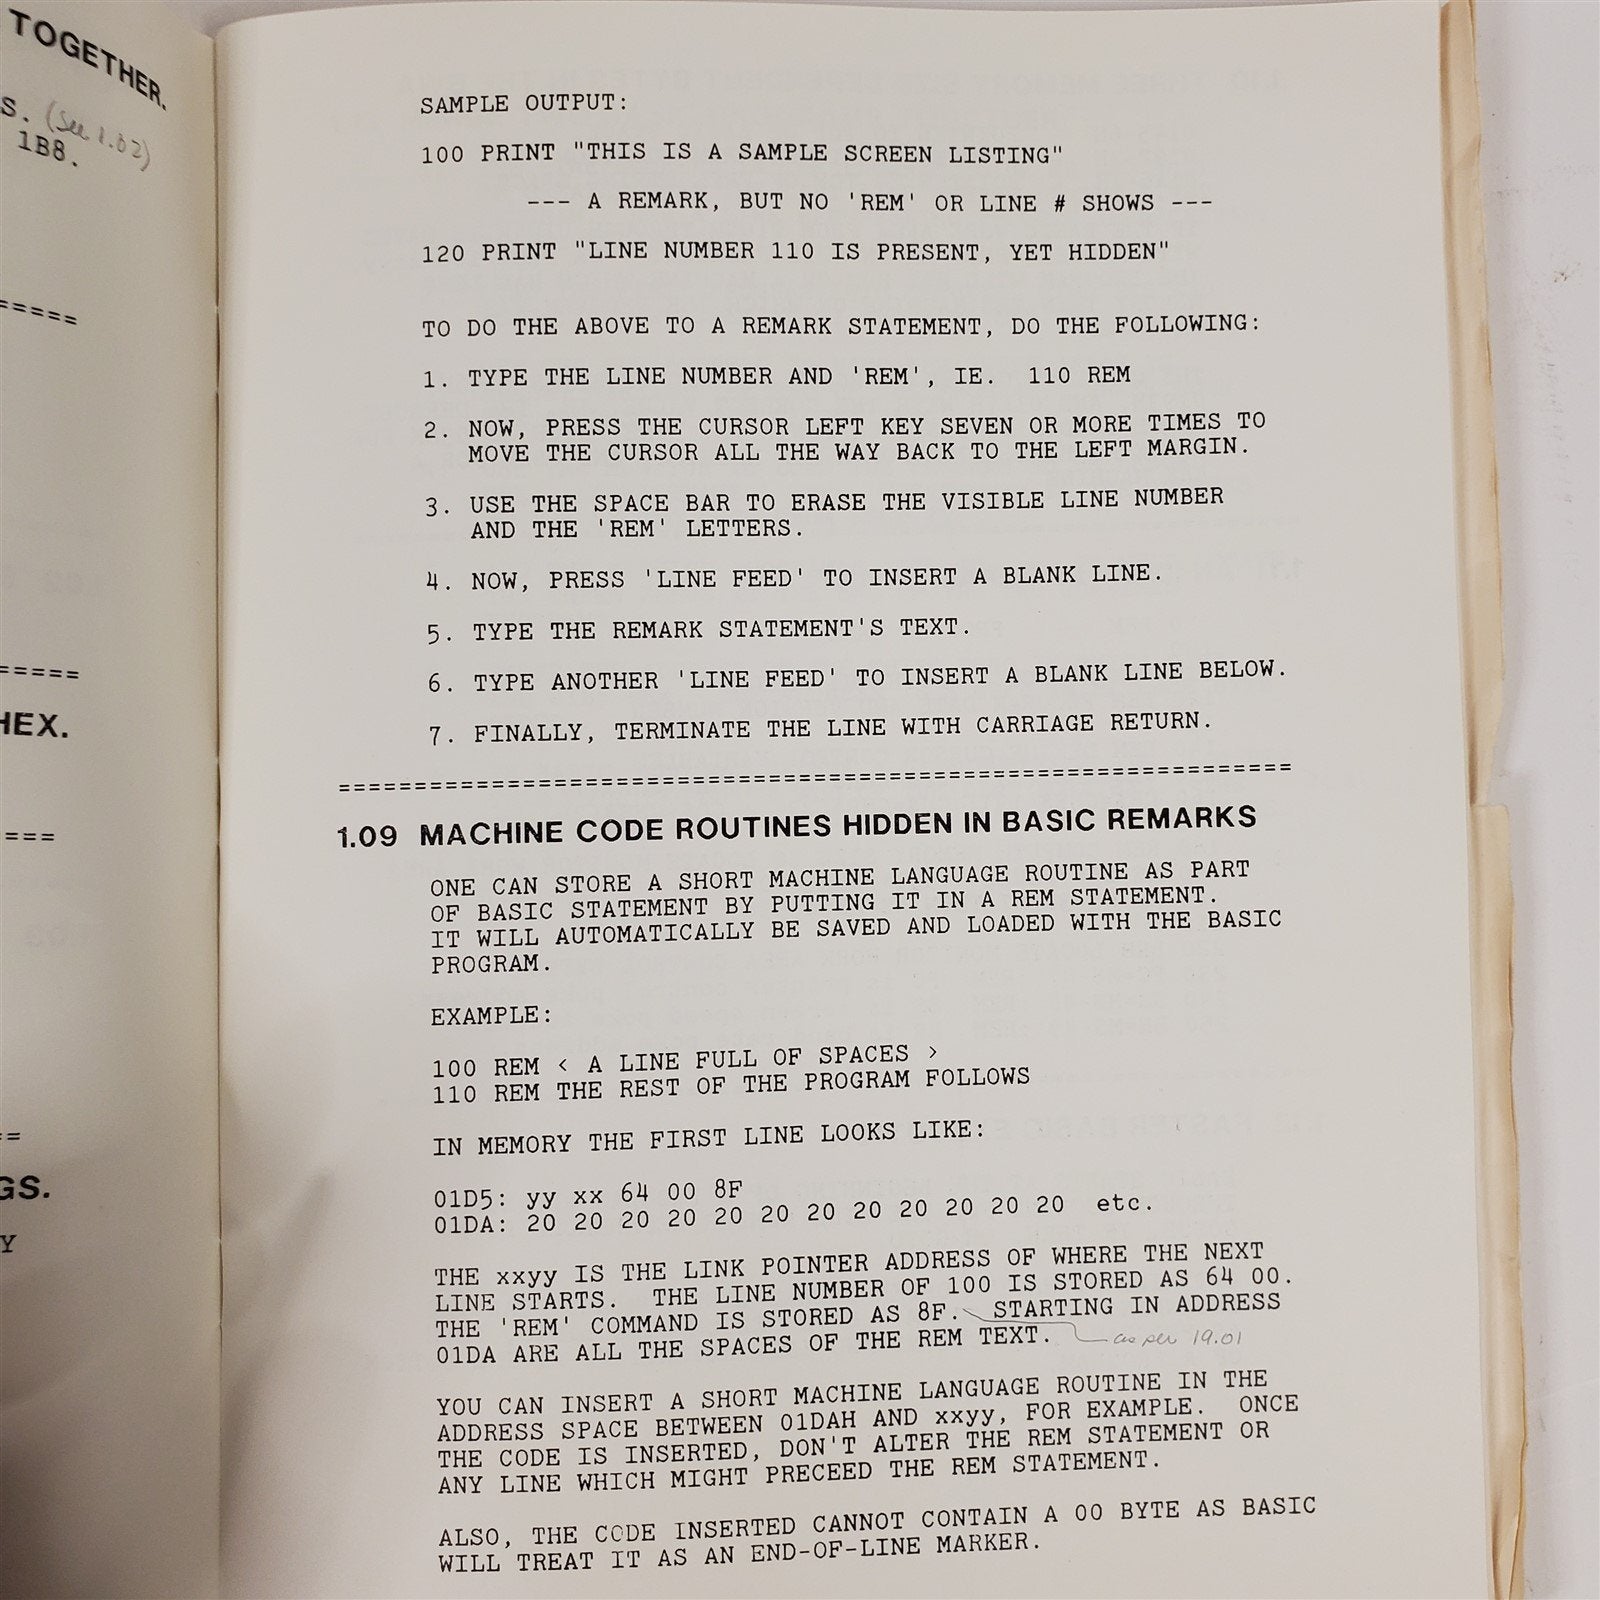 TOGETHER.
S. (See 1.02)
1B8.
=====
=====
HEX.
===
==
GS.
Y
SAMPLE OUTPUT:
100 PRINT "THIS IS A SAMPLE SCREEN LISTING"
--- A REMARK, BUT NO 'REM' OR LINE # SHOWS ---
120 PRINT "LINE NUMBER 110 IS PRESENT, YET HIDDEN"
TO DO THE ABOVE TO A REMARK STATEMENT, DO THE FOLLOWING:
1. TYPE THE LINE NUMBER AND 'REM', IE. 110 REM
2. NOW, PRESS THE CURSOR LEFT KEY SEVEN OR MORE TIMES TO
MOVE THE CURSOR ALL THE WAY BACK TO THE LEFT MARGIN.
3. USE THE SPACE BAR TO ERASE THE VISIBLE LINE NUMBER
AND THE 'REM' LETTERS.
4. NOW, PRESS 'LINE FEED' TO INSERT A BLANK LINE.
5. TYPE THE REMARK STATEMENT'S TEXT.
6. TYPE ANOTHER 'LINE FEED' TO INSERT A BLANK LINE BELOW.
7. FINALLY, TERMINATE THE LINE WITH CARRIAGE RETURN.
==============================================================
1.09 MACHINE CODE ROUTINES HIDDEN IN BASIC REMARKS
ONE CAN STORE A SHORT MACHINE LANGUAGE ROUTINE AS PART
OF BASIC STATEMENT BY PUTTING IT IN A REM STATEMENT.
IT WILL AUTOMATICALLY BE SAVED AND LOADED WITH THE BASIC
PROGRAM.
EXAMPLE:
100 REM < A LINE FULL OF SPACES >
110 REM THE REST OF THE PROGRAM FOLLOWS
IN MEMORY THE FIRST LINE LOOKS LIKE:
01D5: yy xx 64 00 8F
01DA: 20 20 20 20 20 20 20 20 20 20 20 20 etc.
THE xxyy IS THE LINK POINTER ADDRESS OF WHERE THE NEXT
LINE STARTS. THE LINE NUMBER OF 100 IS STORED AS 64 00.
THE 'REM' COMMAND IS STORED AS 8F. STARTING IN ADDRESS
01DA ARE ALL THE SPACES OF THE REM TEXT. as per 19.01
YOU CAN INSERT A SHORT MACHINE LANGUAGE ROUTINE IN THE
ADDRESS SPACE BETWEEN 01DAH AND xxyy, FOR EXAMPLE. ONCE
THE CODE IS INSERTED, DON'T ALTER THE REM STATEMENT OR
ANY LINE WHICH MIGHT PRECEED THE REM STATEMENT.
ALSO, THE CODE INSERTED CANNOT CONTAIN A 00 BYTE AS BASIC
WILL TREAT IT AS AN END-OF-LINE MARKER.